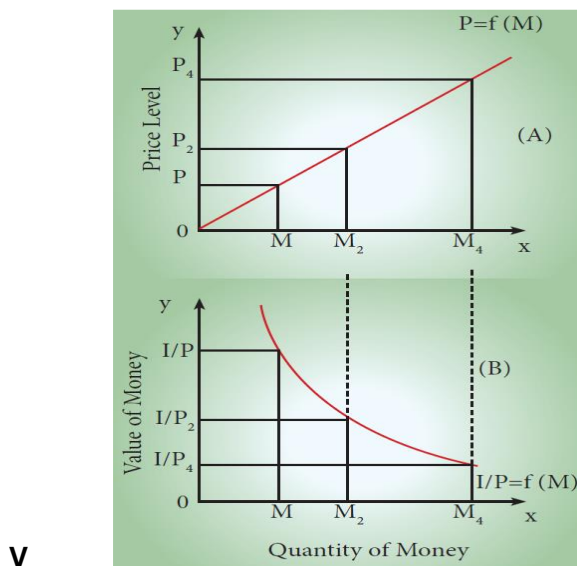 y
P=f (M)
P₄
(A)
Price Level
P₂
P
0
M
M₂
M₄
x
y
I/P
(B)
Value of Money
I/P₂
I/P₄
I/P=f (M)
0
M
M₂
M₄
x
Quantity of Money
v